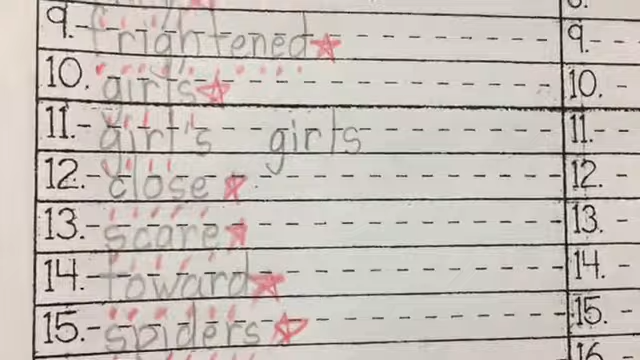 9.- frightened 9.-
10. girls 10.-
11.- girl's girls 11.-
12.- close 12.-
13.- scare 13.-
14.- toward 14.-
15.- spiders 15.-
16.